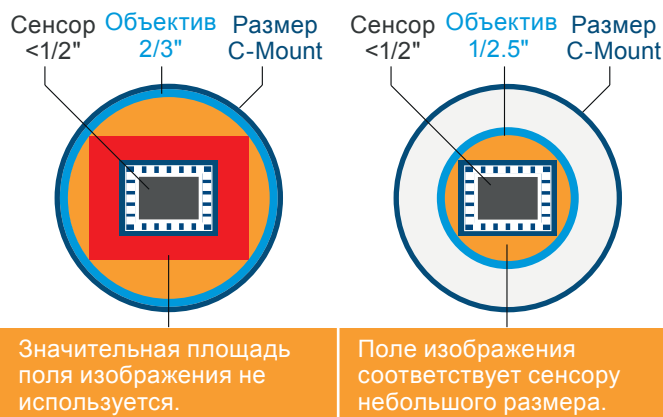 Сенсор
<1/2"
Объектив
2/3"
Размер
C-Mount
Сенсор
<1/2"
Объектив
1/2.5"
Размер
C-Mount
Значительная площадь
поля изображения не
используется.
Поле изображения
соответствует сенсору
небольшого размера.